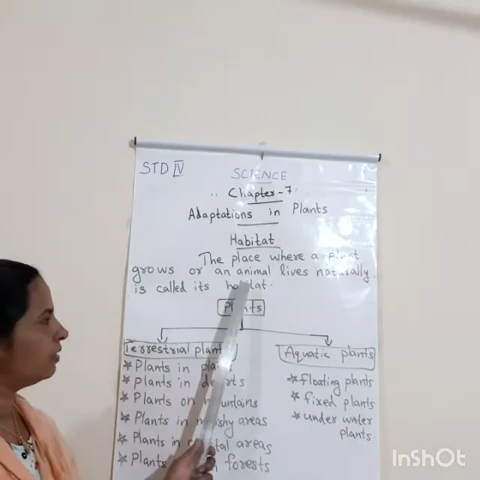 STD IV
SCIENCE
Chapter-7
Adaptations in Plants
Habitat
The place where a plant
grows or an animal lives naturally
is called its habitat.
Plants
Terrestrial plants
Aquatic plants
* Plants in
* Plants in deserts
* Plants on mountains
* Plants in marshy areas
* Plants in coastal areas
* Plants forests
* floating plants
* fixed plants
* under water
plants
InShOt